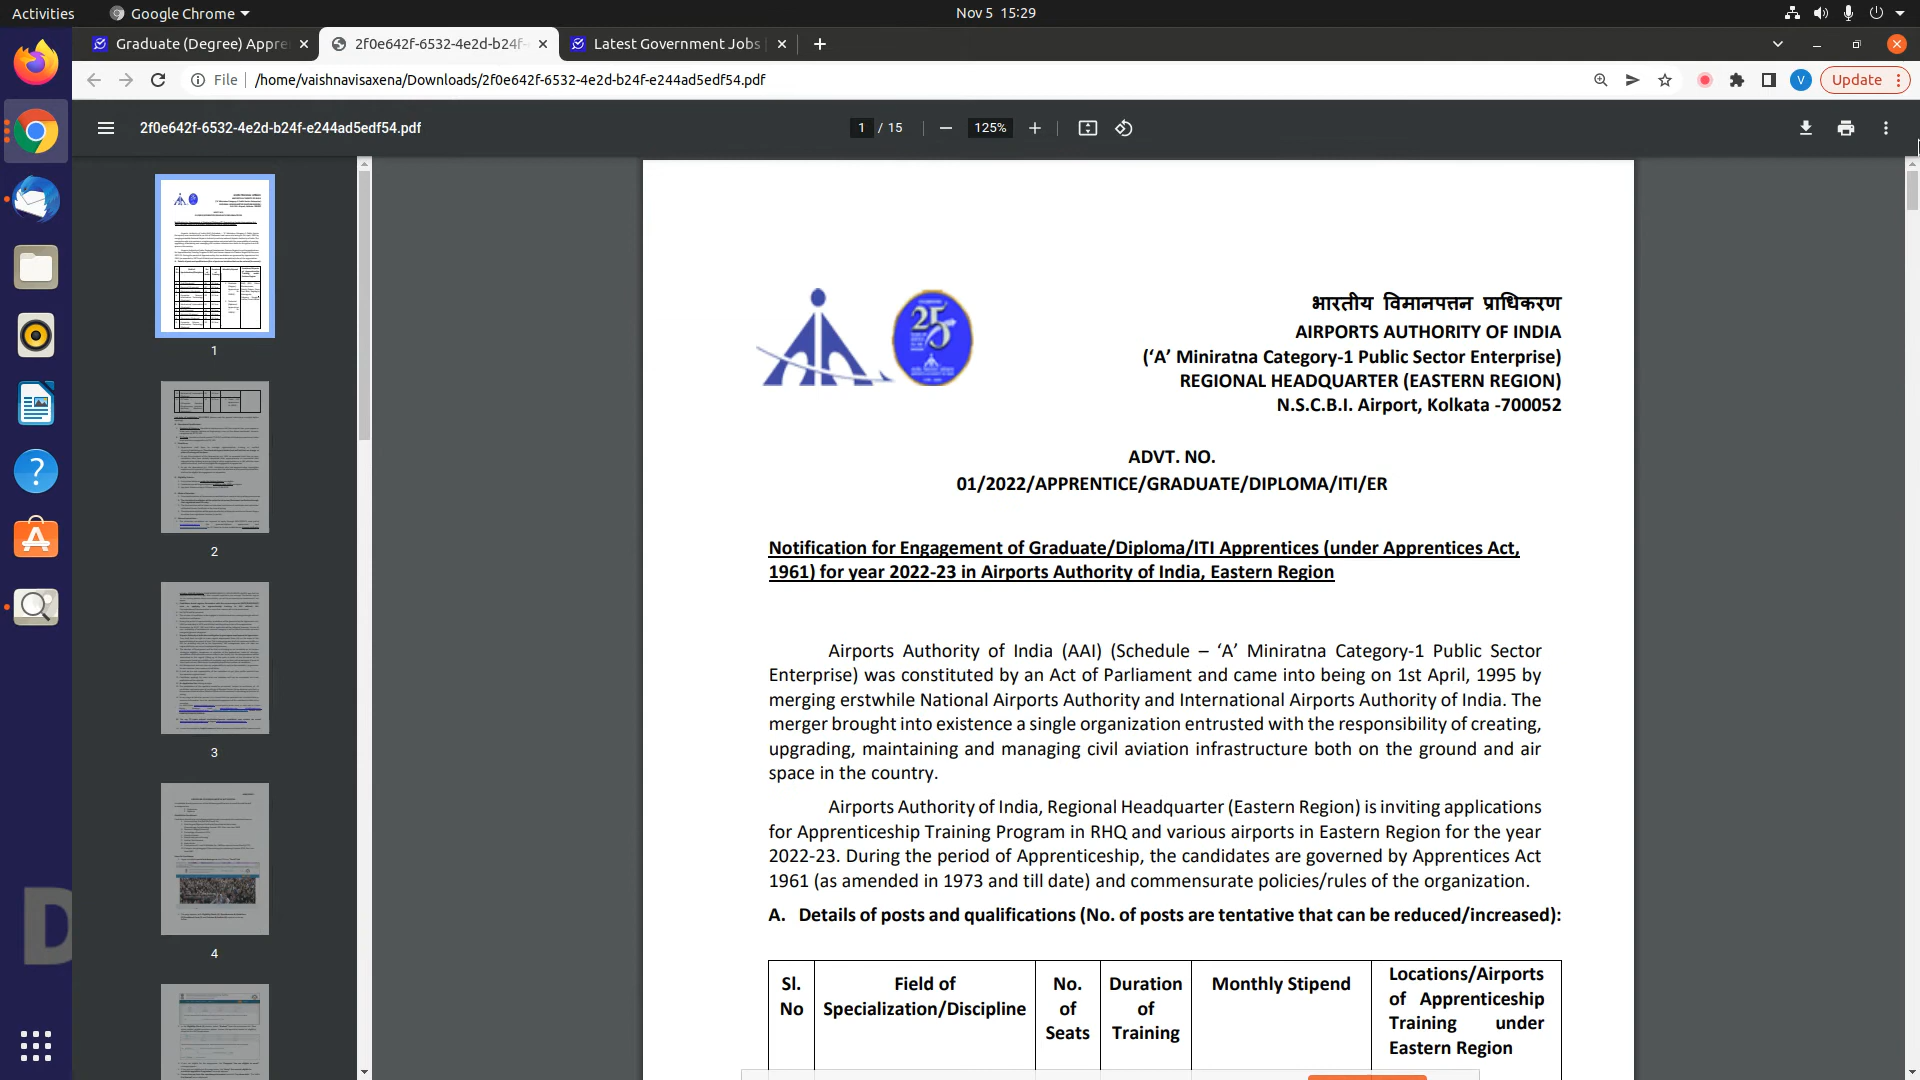 Activities
Google Chrome
Nov 5 15:29
Graduate (Degree) Appre
2f0e642f-6532-4e2d-b24f-
Latest Government Jobs
File
/home/vaishnavisaxena/Downloads/2f0e642f-6532-4e2d-b24f-e244ad5edf54.pdf
V
Update
2f0e642f-6532-4e2d-b24f-e244ad5edf54.pdf
1 / 15
125%
1
2
3
4
25
भारतीय विमानपत्तन प्राधिकरण
AIRPORTS AUTHORITY OF INDIA
(‘A’ Miniratna Category-1 Public Sector Enterprise)
REGIONAL HEADQUARTER (EASTERN REGION)
N.S.C.B.I. Airport, Kolkata -700052
ADVT. NO.
01/2022/APPRENTICE/GRADUATE/DIPLOMA/ITI/ER
Notification for Engagement of Graduate/Diploma/ITI Apprentices (under Apprentices Act,
1961) for year 2022-23 in Airports Authority of India, Eastern Region
Airports Authority of India (AAI) (Schedule – ‘A’ Miniratna Category-1 Public Sector
Enterprise) was constituted by an Act of Parliament and came into being on 1st April, 1995 by
merging erstwhile National Airports Authority and International Airports Authority of India. The
merger brought into existence a single organization entrusted with the responsibility of creating,
upgrading, maintaining and managing civil aviation infrastructure both on the ground and air
space in the country.
Airports Authority of India, Regional Headquarter (Eastern Region) is inviting applications
for Apprenticeship Training Program in RHQ and various airports in Eastern Region for the year
2022-23. During the period of Apprenticeship, the candidates are governed by Apprentices Act
1961 (as amended in 1973 and till date) and commensurate policies/rules of the organization.
A. Details of posts and qualifications (No. of posts are tentative that can be reduced/increased):
Sl. No
Field of Specialization/Discipline
No. of Seats
Duration of Training
Monthly Stipend
Locations/Airports of Apprenticeship Training under Eastern Region